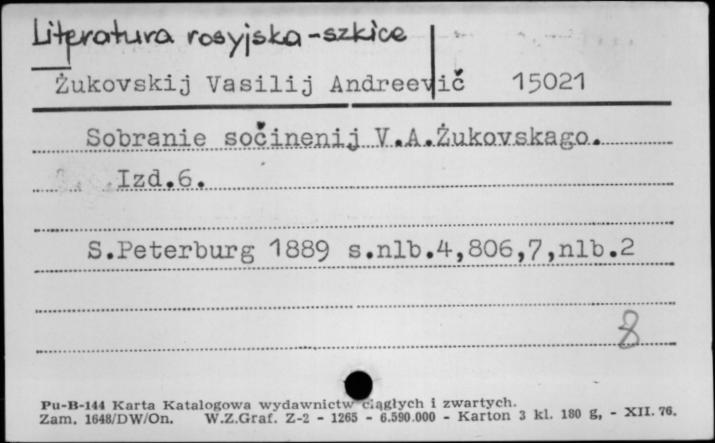 Literatura rosyjska-szkice
Żukovskij Vasilij Andreevič 15021
Sobranie sočinenij V.A.Żukovskago.
Izd.6.
S.Peterburg 1889 s.nlb.4,806,7,nlb.2
8
Pu-B-144 Karta Katalogowa wydawnictw ciągłych i zwartych.
Zam. 1648/DW/On. W.Z.Graf. Z-2 - 1265 - 6.590.000 - Karton 3 kl. 180 g, - XII. 76.